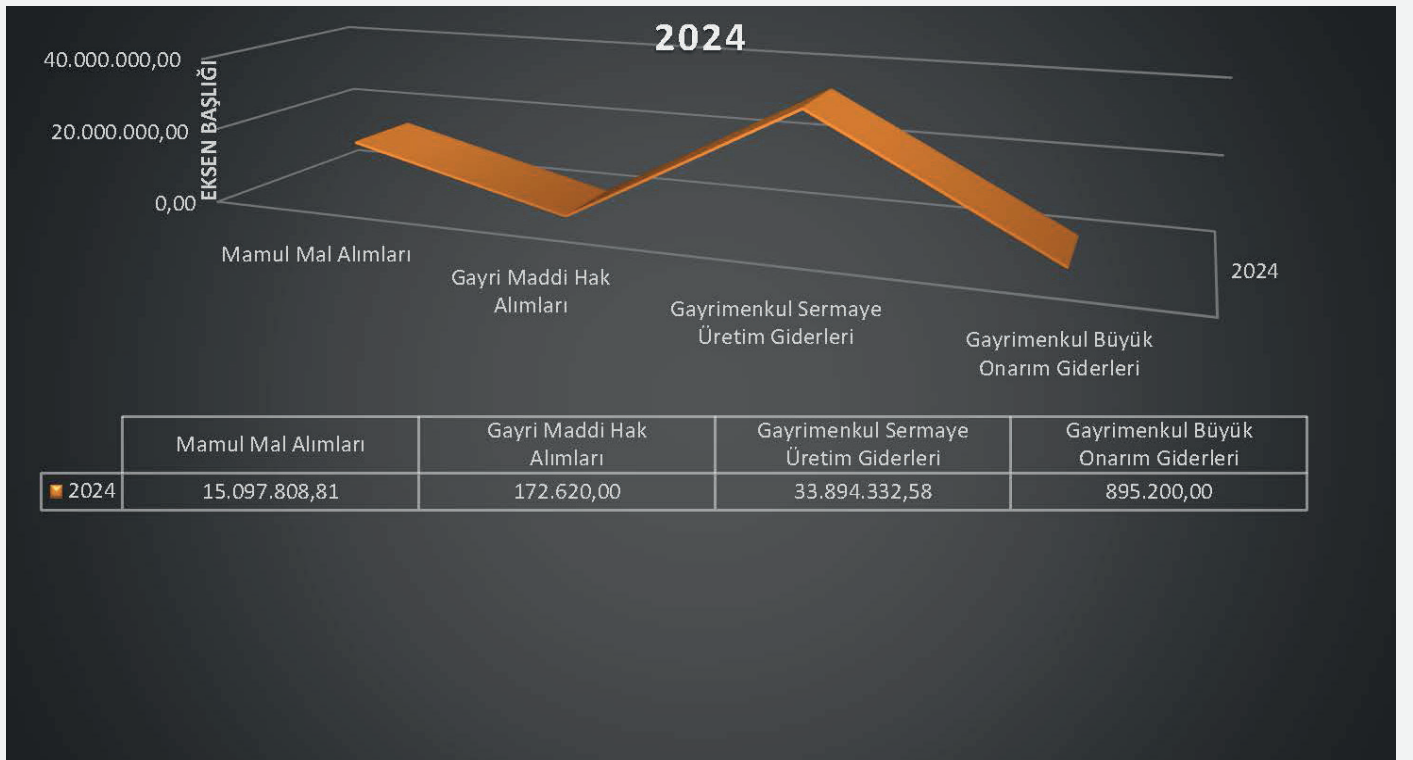 2024
40.000.000,00
20.000.000,00
0,00
EKSEN BAŞLIĞI
Mamul Mal Alımları
Gayri Maddi Hak
Alımları
Gayrimenkul Sermaye
Üretim Giderleri
Gayrimenkul Büyük
Onarım Giderleri
2024
Mamul Mal Alımları
Gayri Maddi Hak
Alımları
Gayrimenkul Sermaye
Üretim Giderleri
Gayrimenkul Büyük
Onarım Giderleri
2024 15.097.808,81 172.620,00 33.894.332,58 895.200,00